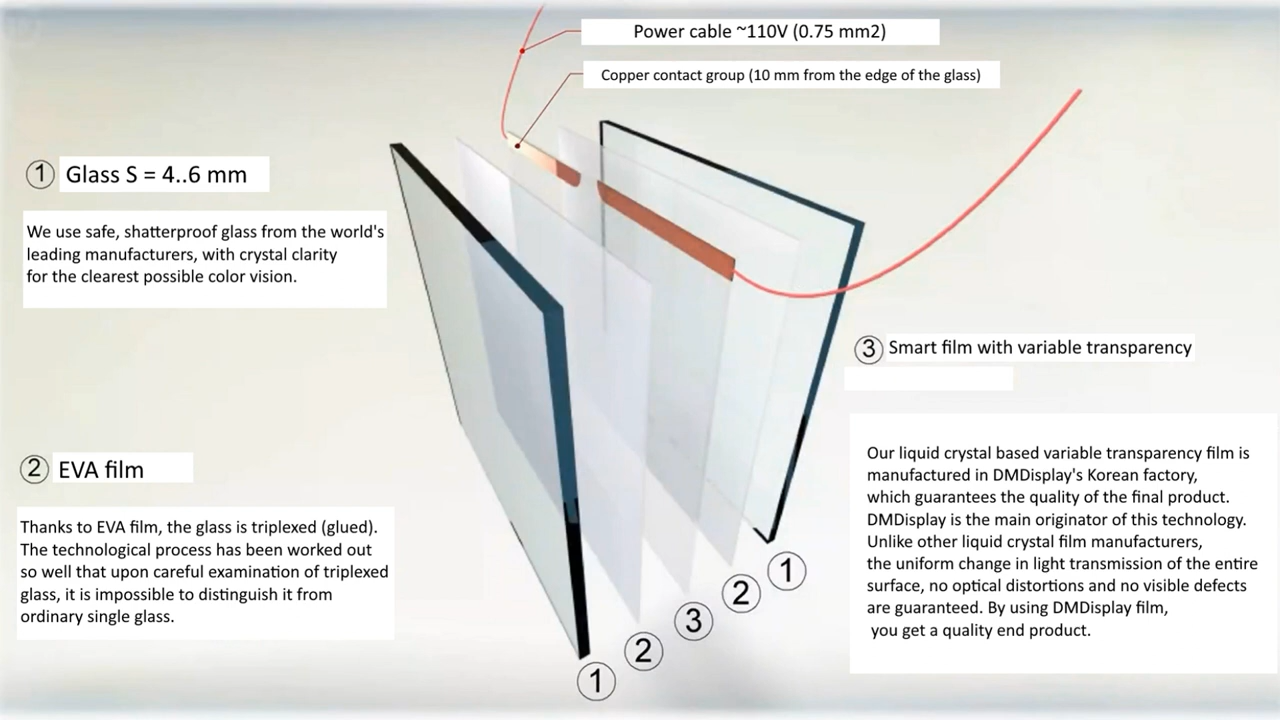 Power cable ~110V (0.75 mm2)
Copper contact group (10 mm from the edge of the glass)
1 Glass S = 4..6 mm
We use safe, shatterproof glass from the world's
leading manufacturers, with crystal clarity
for the clearest possible color vision.
2 EVA film
Thanks to EVA film, the glass is triplexed (glued).
The technological process has been worked out
so well that upon careful examination of triplexed
glass, it is impossible to distinguish it from
ordinary single glass.
3 Smart film with variable transparency
Our liquid crystal based variable transparency film is
manufactured in DMDisplay's Korean factory,
which guarantees the quality of the final product.
DMDisplay is the main originator of this technology.
Unlike other liquid crystal film manufacturers,
the uniform change in light transmission of the entire
surface, no optical distortions and no visible defects
are guaranteed. By using DMDisplay film,
you get a quality end product.
1
2
3
2
1